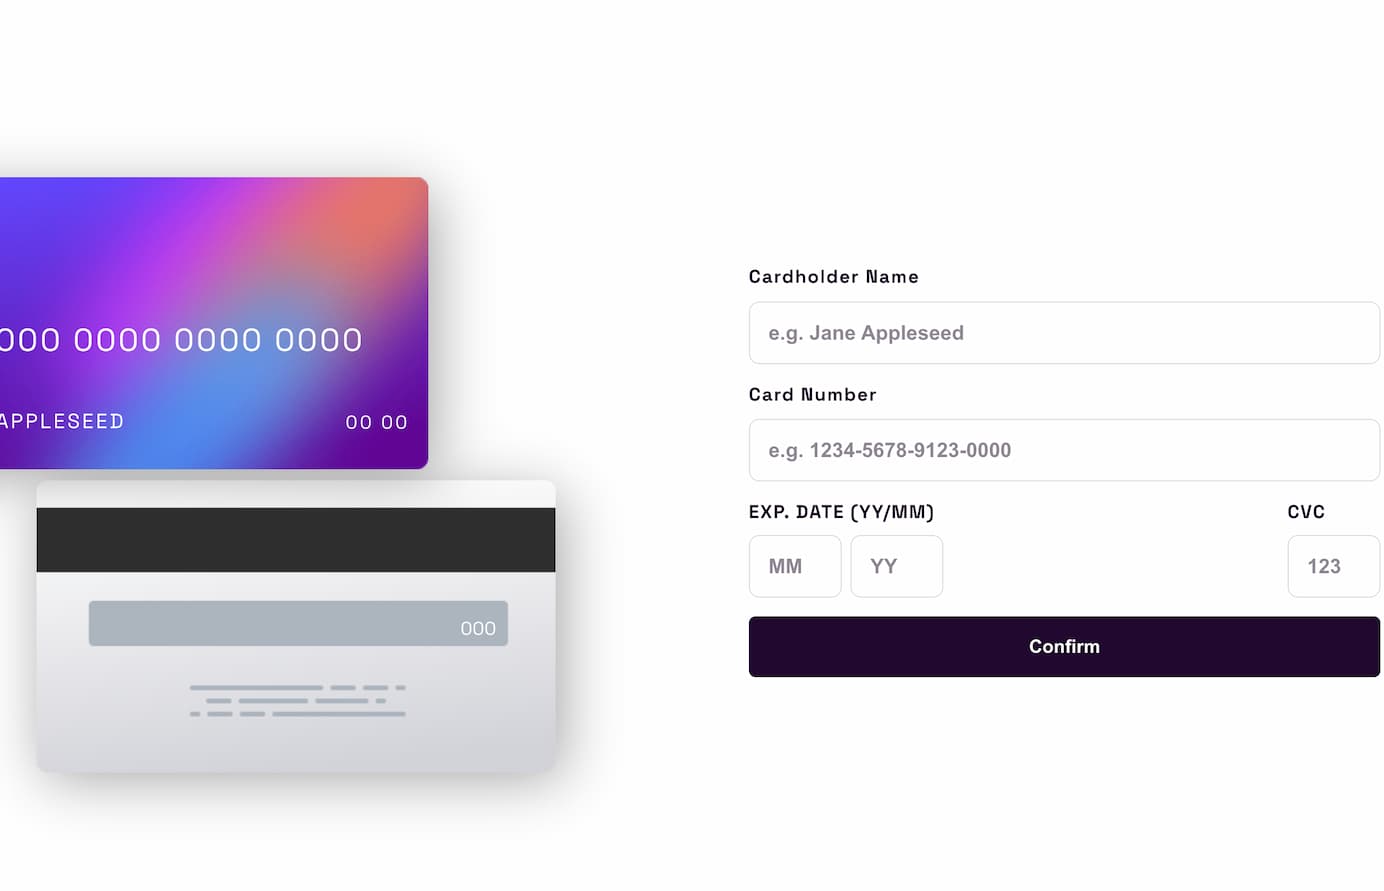 000 0000 0000 0000
APPLESEED
00 00
000
Cardholder Name
e.g. Jane Appleseed
Card Number
e.g. 1234-5678-9123-0000
EXP. DATE (YY/MM)
CVC
MM
YY
123
Confirm